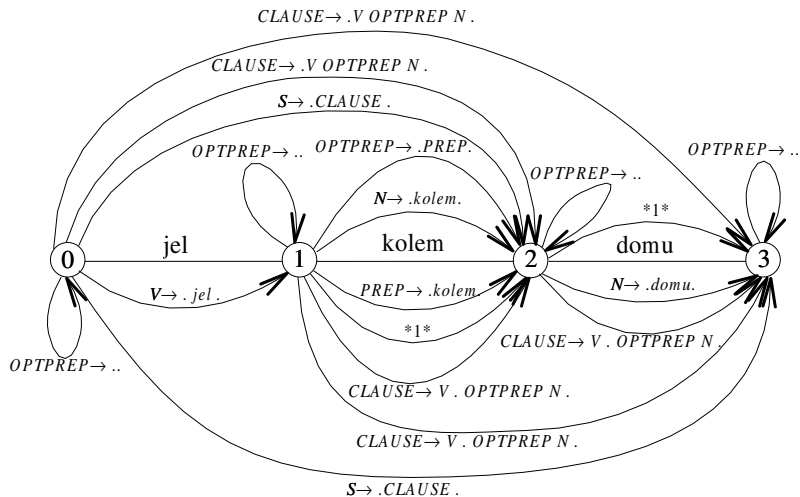 CLAUSE→ .V OPTPREP N .
CLAUSE→ .V OPTPREP N .
S→ .CLAUSE .
OPTPREP→ .. OPTPREP→ .PREP. OPTPREP→ .. OPTPREP→ ..
N→ .kolem. *1*
jel kolem domu
0 1 2 3
V→ . jel . PREP→ .kolem. N→ .domu.
*1* CLAUSE→ V . OPTPREP N .
OPTPREP→ ..
CLAUSE→ V . OPTPREP N .
CLAUSE→ V . OPTPREP N .
S→ .CLAUSE .